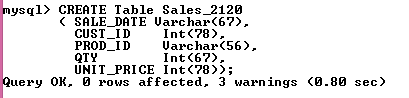 mysql> CREATE Table Sales_2120
( SALE_DATE Varchar(67),
CUST_ID Int(78),
PROD_ID Varchar(56),
QTY Int(67),
UNIT_PRICE Int(78));
Query OK, 0 rows affected, 3 warnings (0.80 sec)